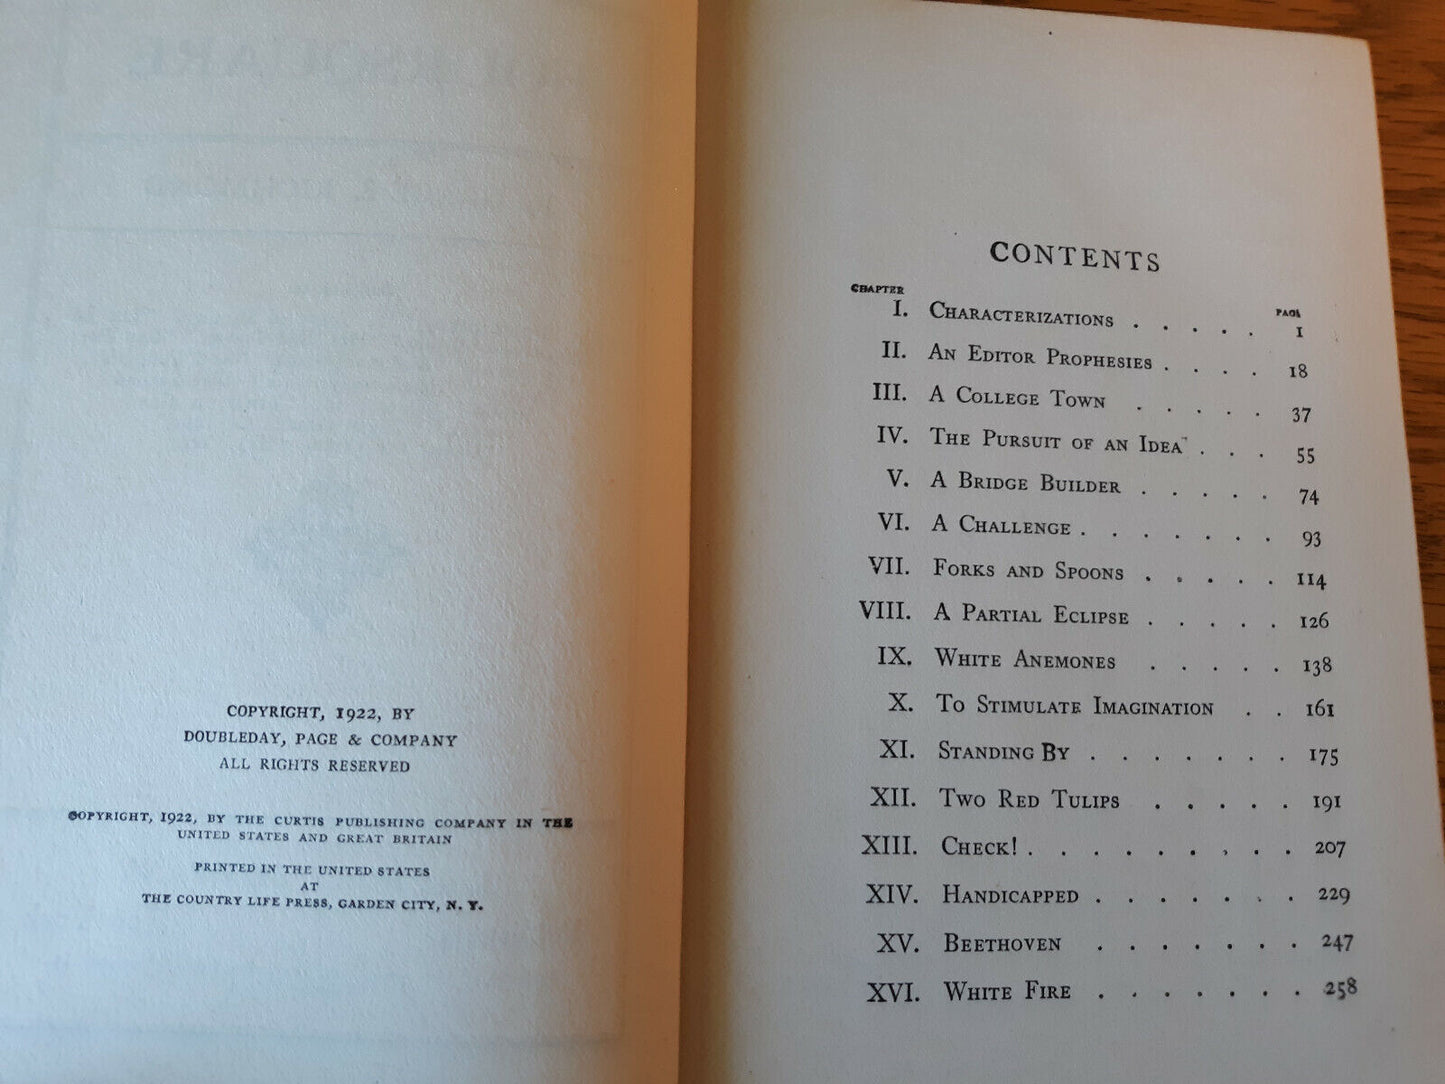 COPYRIGHT, 1922, BY
DOUBLEDAY, PAGE & COMPANY
ALL RIGHTS RESERVED
COPYRIGHT, 1922, BY THE CURTIS PUBLISHING COMPANY IN THE
UNITED STATES AND GREAT BRITAIN
PRINTED IN THE UNITED STATES
AT
THE COUNTRY LIFE PRESS, GARDEN CITY, N. Y.
CONTENTS
CHAPTER PAGE
I. CHARACTERIZATIONS . . . . . 1
II. AN EDITOR PROPHESIES . . . . 18
III. A COLLEGE TOWN . . . . . 37
IV. THE PURSUIT OF AN IDEA . . . 55
V. A BRIDGE BUILDER . . . . . 74
VI. A CHALLENGE . . . . . . . 93
VII. FORKS AND SPOONS . . . . . 114
VIII. A PARTIAL ECLIPSE . . . . . 126
IX. WHITE ANEMONES . . . . . 138
X. TO STIMULATE IMAGINATION . . 161
XI. STANDING BY . . . . . . . 175
XII. TWO RED TULIPS . . . . . 191
XIII. CHECK! . . . . . . . . . 207
XIV. HANDICAPPED . . . . . . . 229
XV. BEETHOVEN . . . . . . . 247
XVI. WHITE FIRE . . . . . . . 258